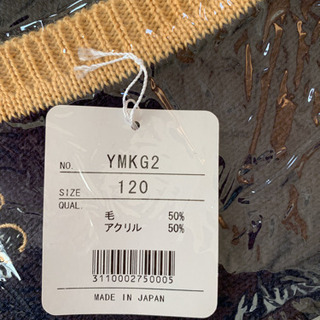 NO. YMKG2
SIZE 120
QUAL.
毛 50%
アクリル 50%
3110002750005
MADE IN JAPAN